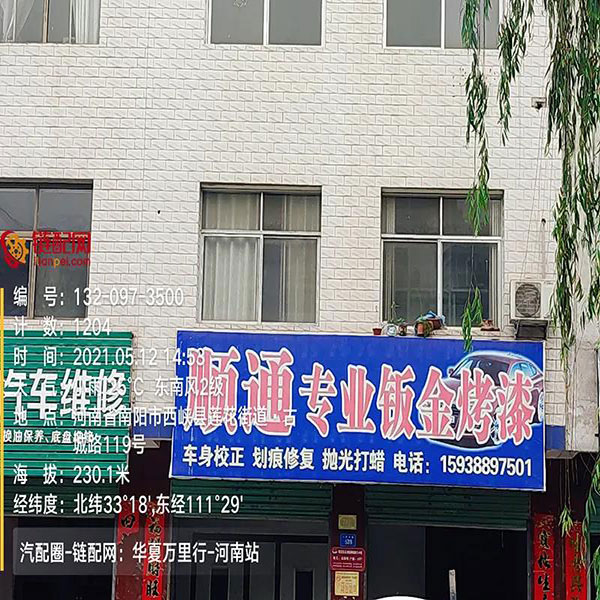 链配网
lianpei.com
编 号：132-097-3500
计 数：1204
时 间：2021.05.12 14:53
℃ 东南风2级
地 点：河南省南阳市西峡县莲花街道·古
城路119号
海 拔：230.1米
经纬度：北纬33°18′,东经111°29′
汽配圈-链配网：华夏万里行-河南站
汽车维修
换油保养、底盘
顺通专业钣金烤漆
车身校正 划痕修复 抛光打蜡 电话：15938897501